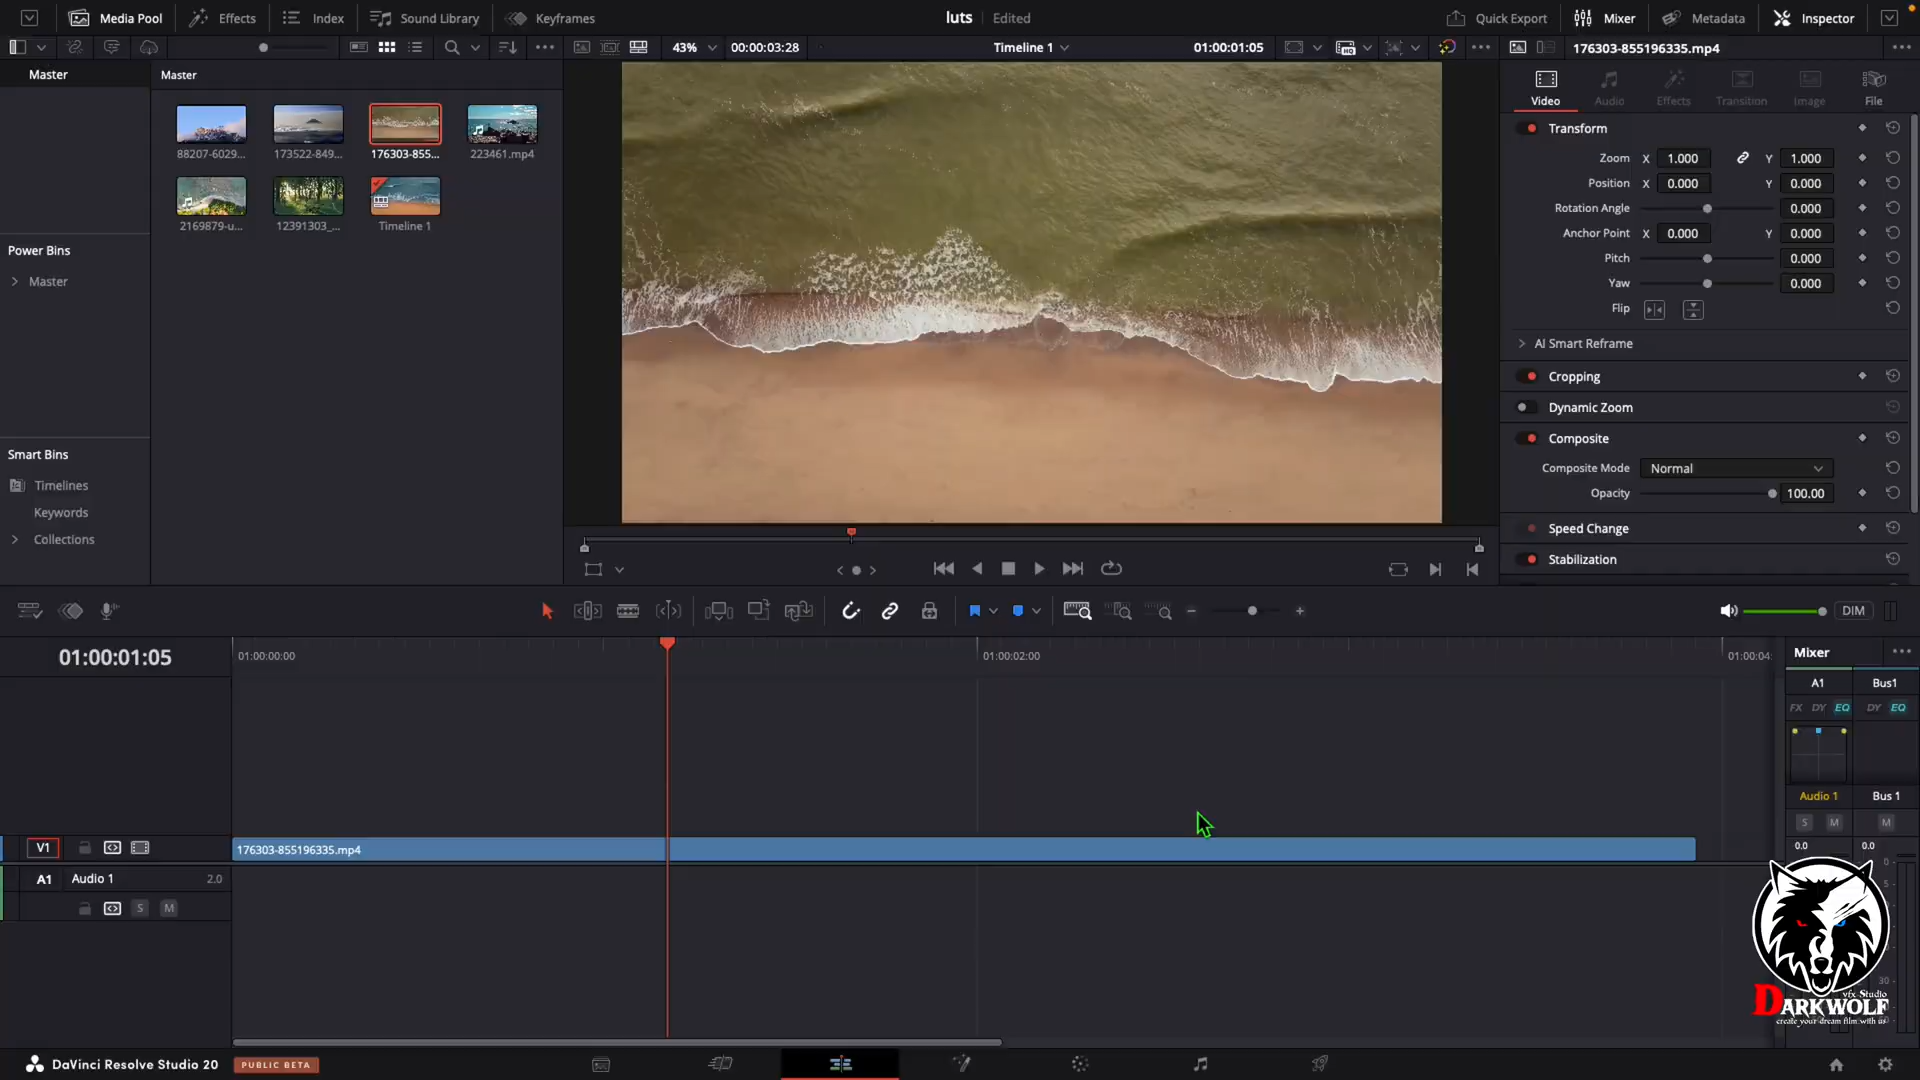 Media Pool Effects Index Sound Library Keyframes luts Edited Quick Export Mixer Metadata Inspector
43% 00:00:03:28 Timeline 1 01:00:01:05 176303-855196335.mp4
Master Master
88207-6029... 173522-849... 176303-855... 223461.mp4
2169879-u... 12391303_... Timeline 1
Power Bins
Master
Smart Bins
Timelines
Keywords
Collections
Video Audio Effects Transition Image File
Transform
Zoom X 1.000 Y 1.000
Position X 0.000 Y 0.000
Rotation Angle 0.000
Anchor Point X 0.000 Y 0.000
Pitch 0.000
Yaw 0.000
Flip
AI Smart Reframe
Cropping
Dynamic Zoom
Composite
Composite Mode Normal
Opacity 100.00
Speed Change
Stabilization
DIM
01:00:01:05 01:00:00:00 01:00:02:00 01:00:04:
Mixer
A1 Bus1
FX DY EQ DY EQ
Audio 1 Bus 1
S M M
0.0 0.0
V1 176303-855196335.mp4
A1 Audio 1 2.0
S M
vfx Studio
DARKWOLF
create your dream film with us
DaVinci Resolve Studio 20 PUBLIC BETA